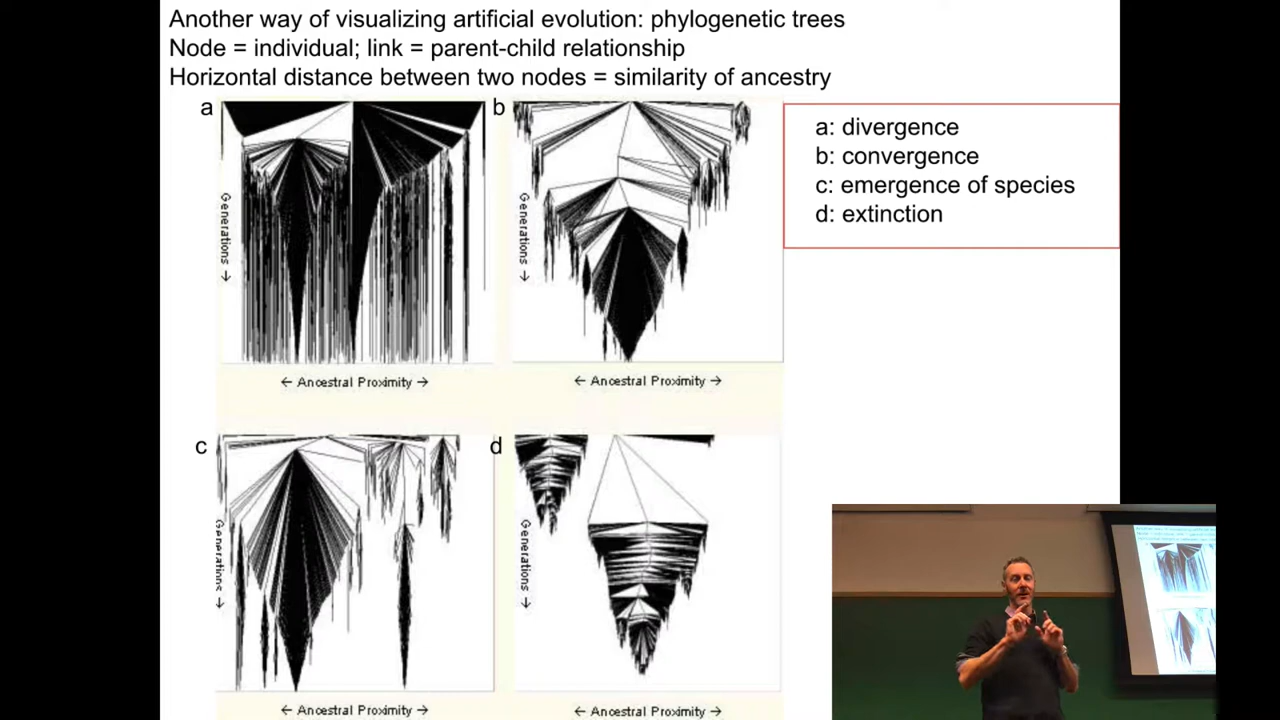 Another way of visualizing artificial evolution: phylogenetic trees
Node = individual; link = parent-child relationship
Horizontal distance between two nodes = similarity of ancestry
a
b
a: divergence
b: convergence
c: emergence of species
d: extinction
Generations →
Generations →
← Ancestral Proximity →
← Ancestral Proximity →
c
d
Generations →
Generations →
← Ancestral Proximity →
← Ancestral Proximity →